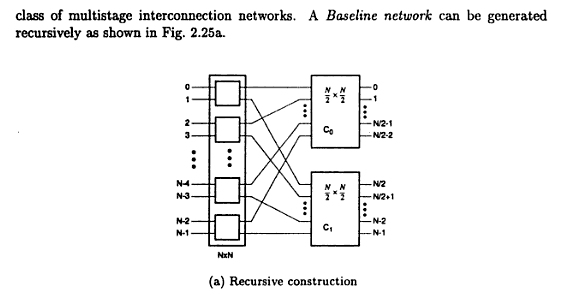 class of multistage interconnection networks. A Baseline network can be generated
recursively as shown in Fig. 2.25a.
0
1
2
3
N-4
N-3
N-2
N-1
NxN
N/2 × N/2
C0
0
1
N/2-1
N/2-2
N/2 × N/2
C1
N/2
N/2+1
N-2
N-1
(a) Recursive construction